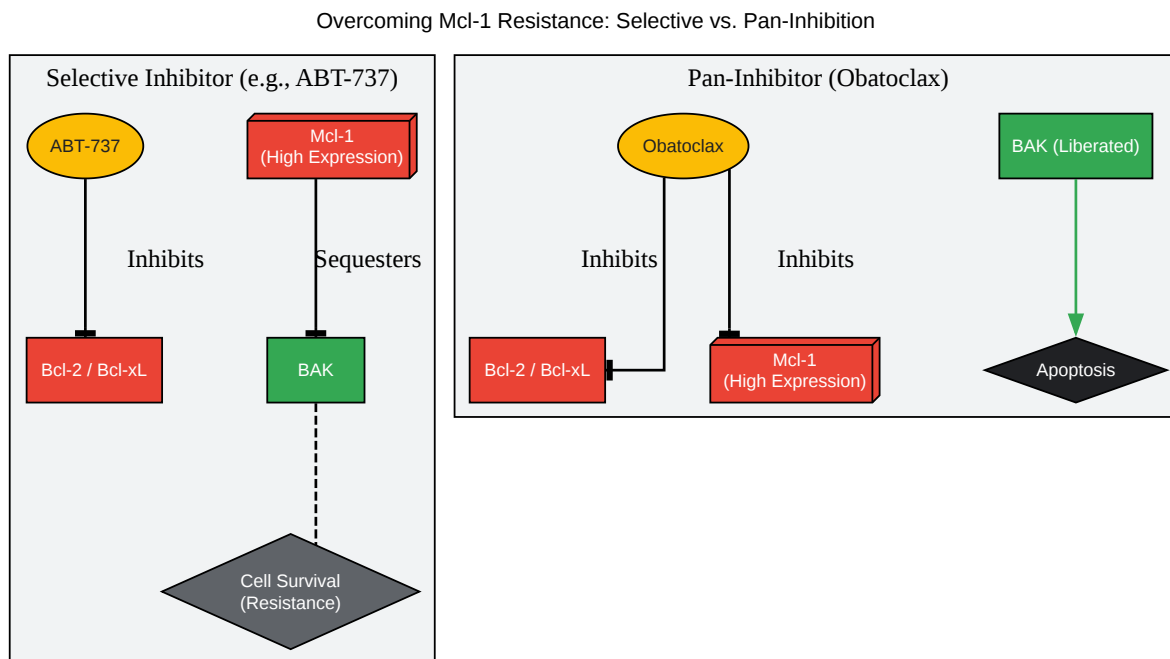 Overcoming Mcl-1 Resistance: Selective vs. Pan-Inhibition
Selective Inhibitor (e.g., ABT-737)
ABT-737
Mcl-1
(High Expression)
Inhibits
Sequesters
Bcl-2 / Bcl-xL
BAK
Cell Survival
(Resistance)
Pan-Inhibitor (Obatoclax)
Obatoclax
BAK (Liberated)
Inhibits
Inhibits
Bcl-2 / Bcl-xL
Mcl-1
(High Expression)
Apoptosis